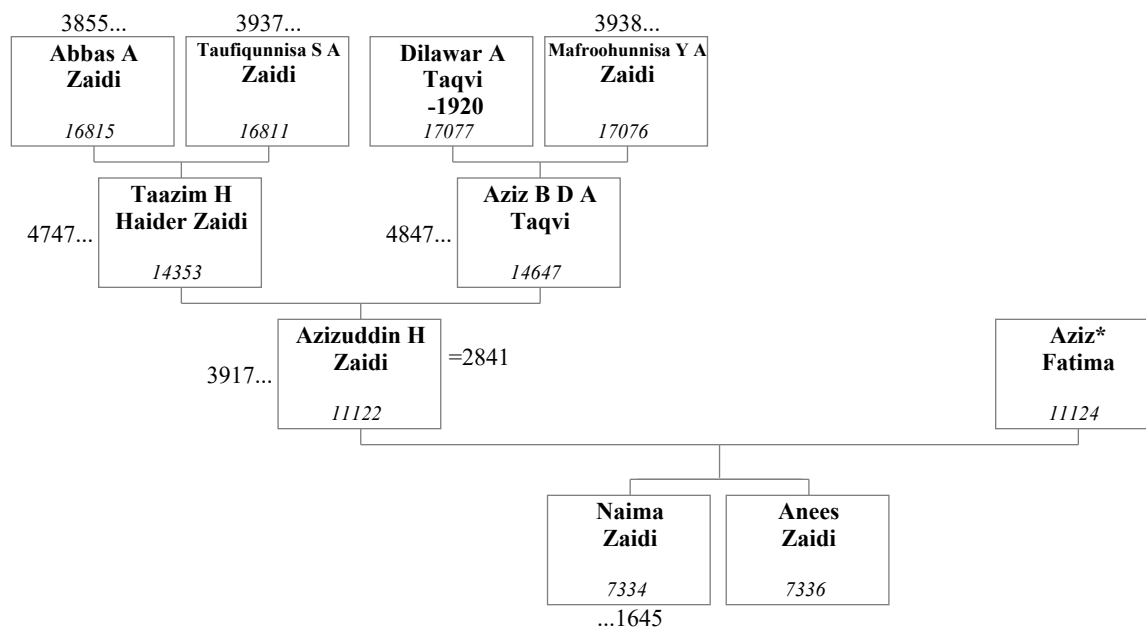 3855...
3937...
3938...
Abbas A
Zaidi
16815
Taufiqunnisa S A
Zaidi
16811
Dilawar A
Taqvi
-1920
17077
Mafroohunnisa Y A
Zaidi
17076
4747...
Taazim H
Haider Zaidi
14353
4847...
Aziz B D A
Taqvi
14647
3917...
Azizuddin H
Zaidi
11122
=2841
Aziz*
Fatima
11124
Naima
Zaidi
7334
...1645
Anees
Zaidi
7336